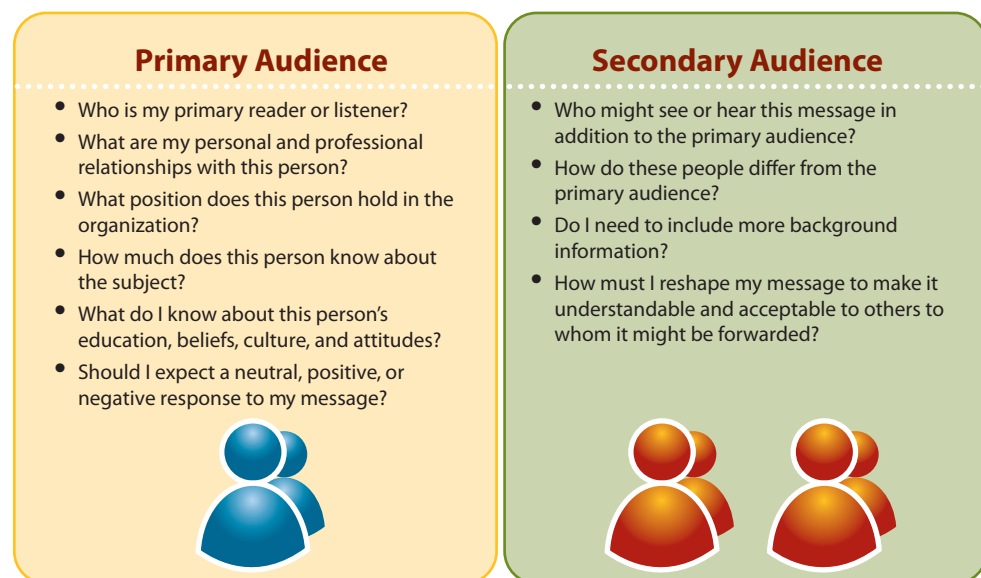 Primary Audience
• Who is my primary reader or listener?
• What are my personal and professional
relationships with this person?
• What position does this person hold in the
organization?
• How much does this person know about
the subject?
• What do I know about this person's
education, beliefs, culture, and attitudes?
• Should I expect a neutral, positive, or
negative response to my message?
Secondary Audience
• Who might see or hear this message in
addition to the primary audience?
• How do these people differ from the
primary audience?
• Do I need to include more background
information?
• How must I reshape my message to make it
understandable and acceptable to others to
whom it might be forwarded?